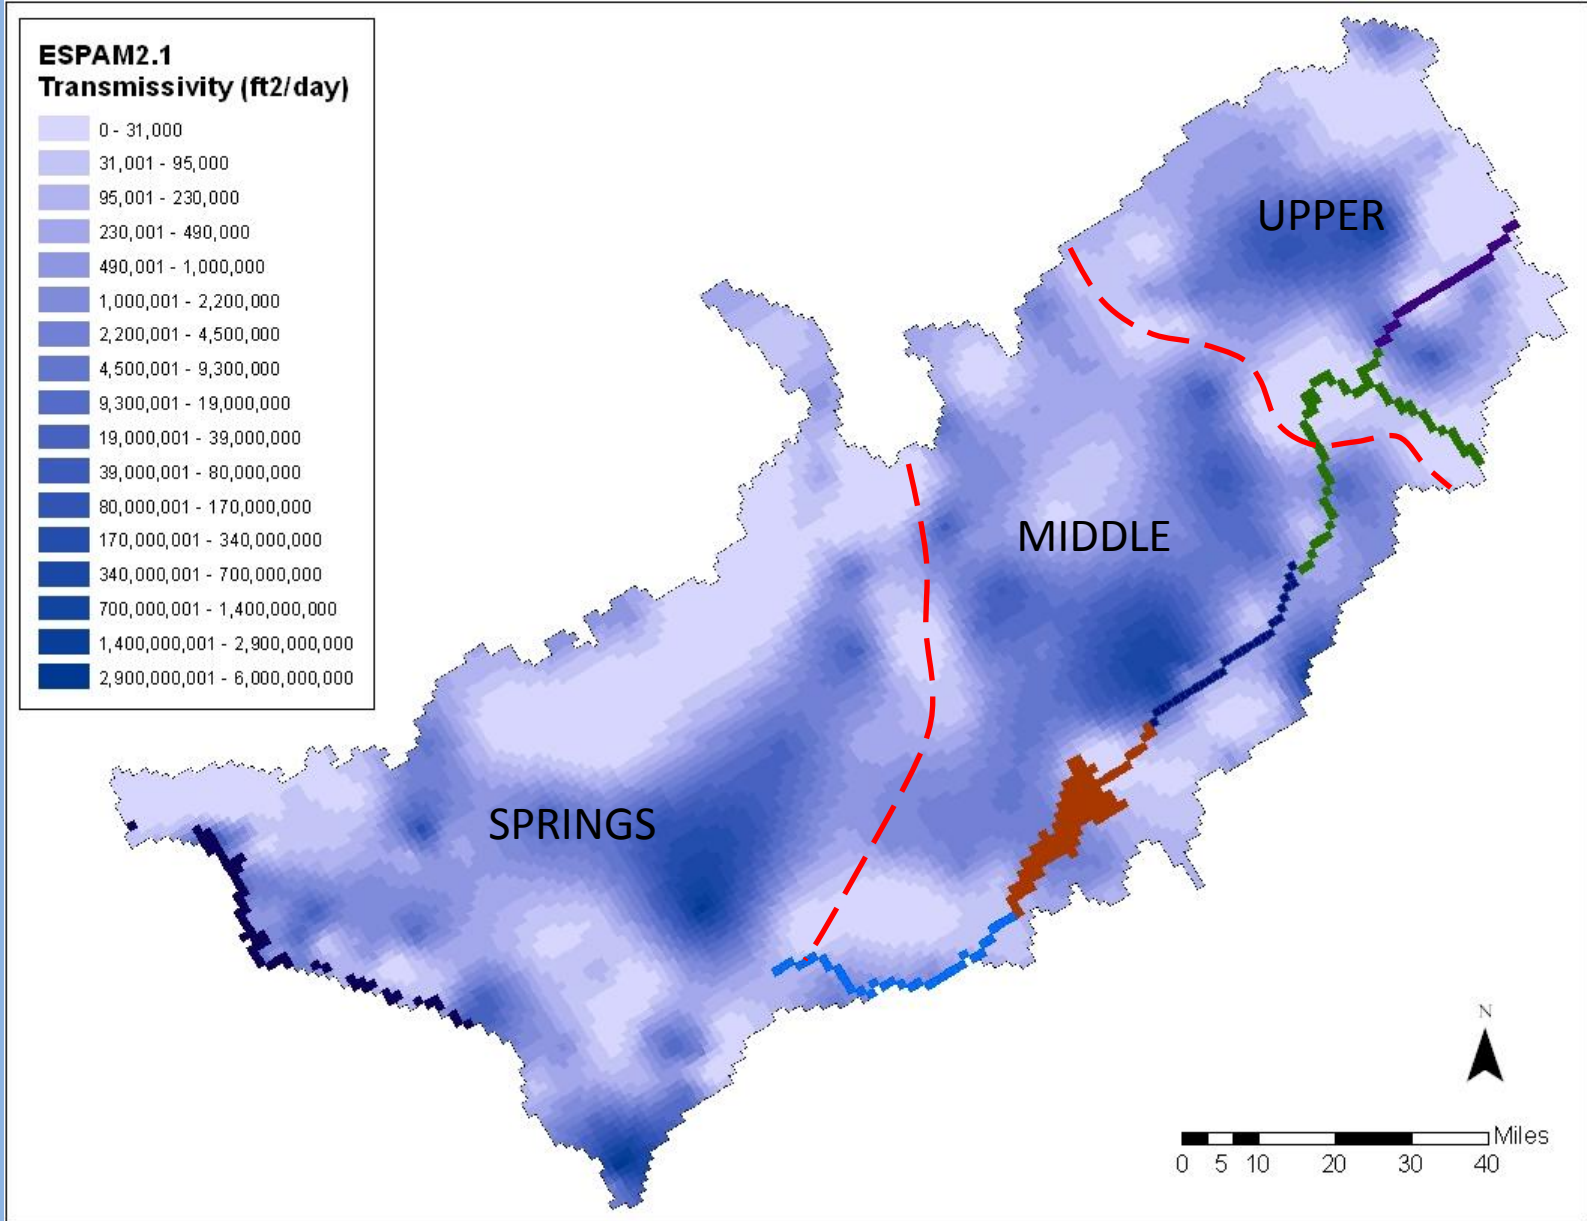 ESPAM2.1
Transmissivity (ft2/day)
0 - 31,000
31,001 - 95,000
95,001 - 230,000
230,001 - 490,000
490,001 - 1,000,000
1,000,001 - 2,200,000
2,200,001 - 4,500,000
4,500,001 - 9,300,000
9,300,001 - 19,000,000
19,000,001 - 39,000,000
39,000,001 - 80,000,000
80,000,001 - 170,000,000
170,000,001 - 340,000,000
340,000,001 - 700,000,000
700,000,001 - 1,400,000,000
1,400,000,001 - 2,900,000,000
2,900,000,001 - 6,000,000,000
UPPER
MIDDLE
SPRINGS
N
Miles
0 5 10 20 30 40